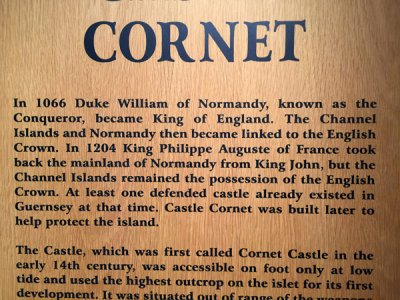 CORNET
In 1066 Duke William of Normandy, known as the
Conqueror, became King of England. The Channel
Islands and Normandy then became linked to the English
Crown. In 1204 King Philippe Auguste of France took
back the mainland of Normandy from King John, but the
Channel Islands remained the possession of the English
Crown. At least one defended castle already existed in
Guernsey at that time. Castle Cornet was built later to
help protect the island.
The Castle, which was first called Cornet Castle in the
early 14th century, was accessible on foot only at low
tide and used the highest outcrop on the islet for its first
development. It was situated out of range of the weapons